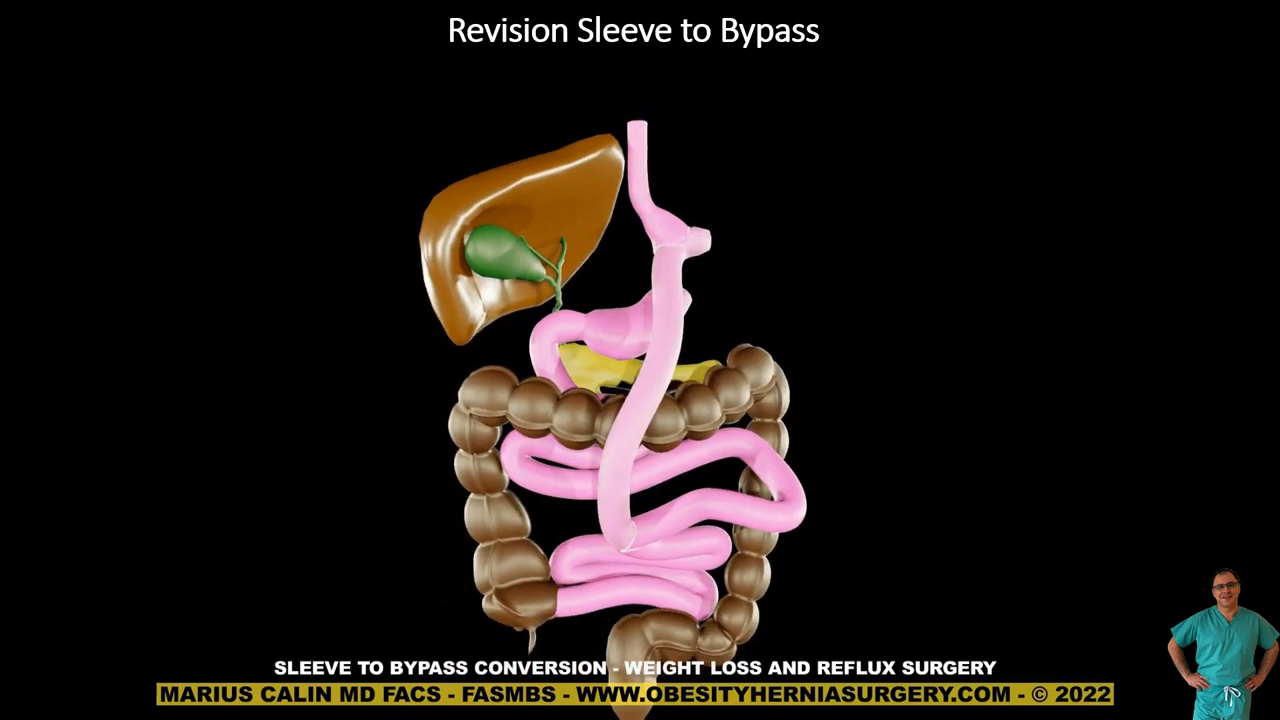 Revision Sleeve to Bypass
SLEEVE TO BYPASS CONVERSION - WEIGHT LOSS AND REFLUX SURGERY
MARIUS CALIN MD FACS - FASMBS - WWW.OBESITYHERNIASURGERY.COM - © 2022